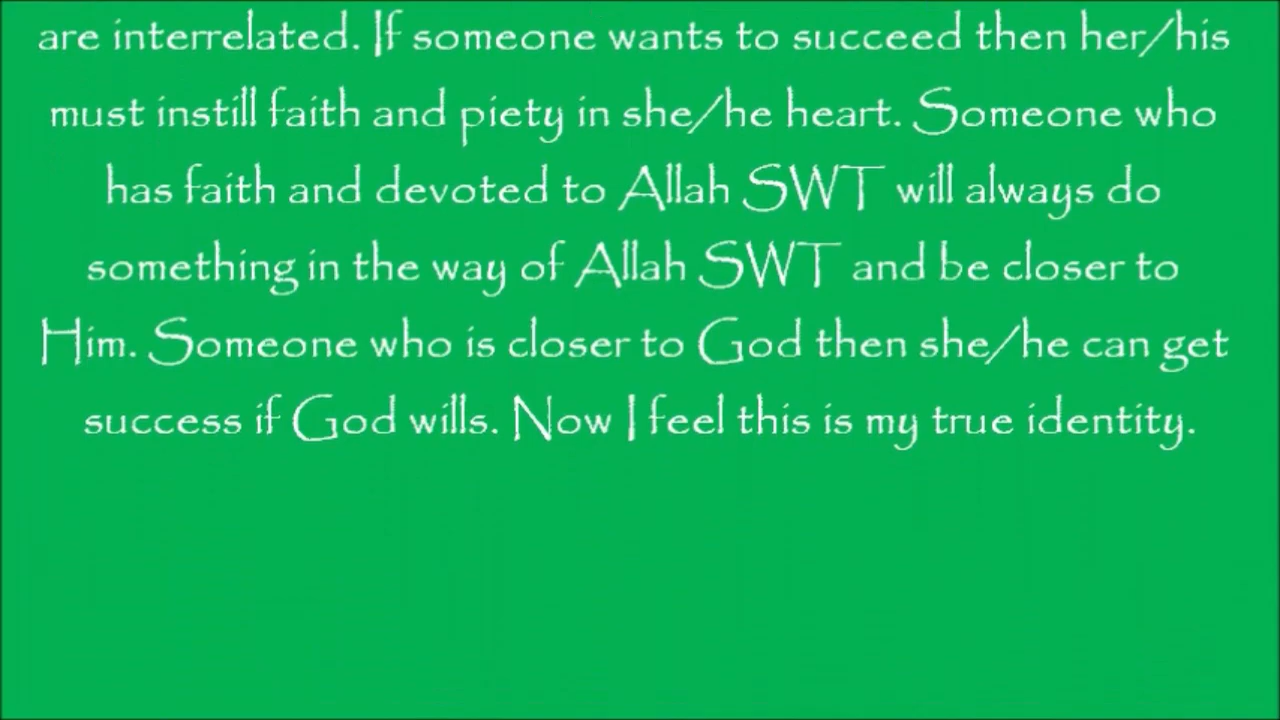 are interrelated. If someone wants to succeed then her/his
must instill faith and piety in she/he heart. Someone who
has faith and devoted to Allah SWT will always do
something in the way of Allah SWT and be closer to
Him. Someone who is closer to God then she/he can get
success if God wills. Now I feel this is my true identity.